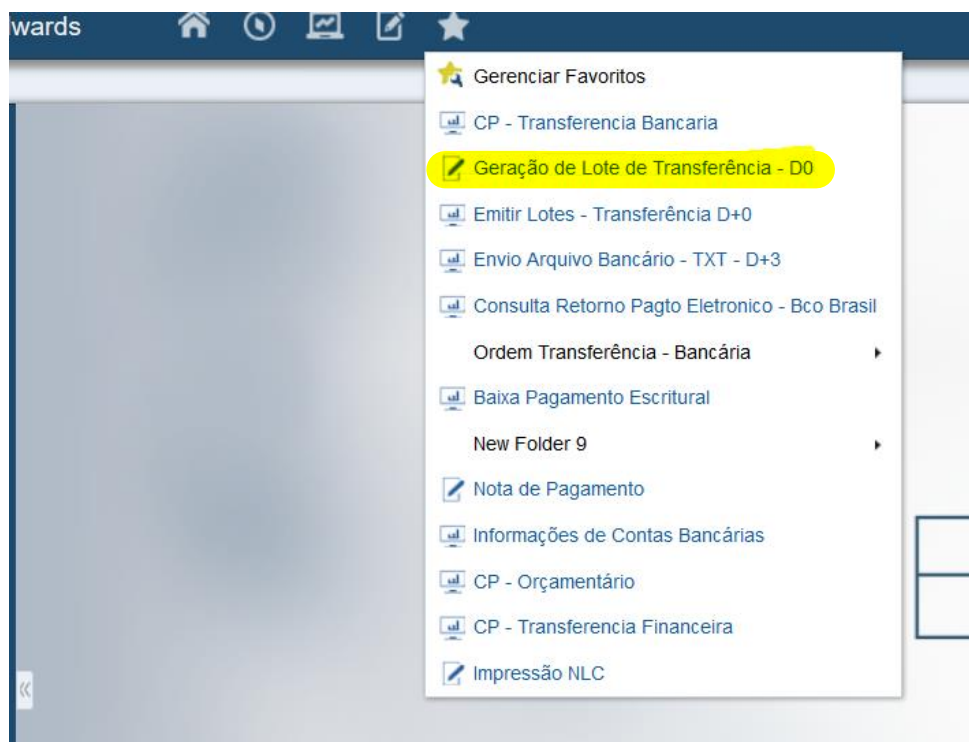 wards
Gerenciar Favoritos
CP - Transferencia Bancaria
Geração de Lote de Transferência - D0
Emitir Lotes - Transferência D+0
Envio Arquivo Bancário - TXT - D+3
Consulta Retorno Pagto Eletronico - Bco Brasil
Ordem Transferência - Bancária
Baixa Pagamento Escritural
New Folder 9
Nota de Pagamento
Informações de Contas Bancárias
CP - Orçamentário
CP - Transferencia Financeira
Impressão NLC